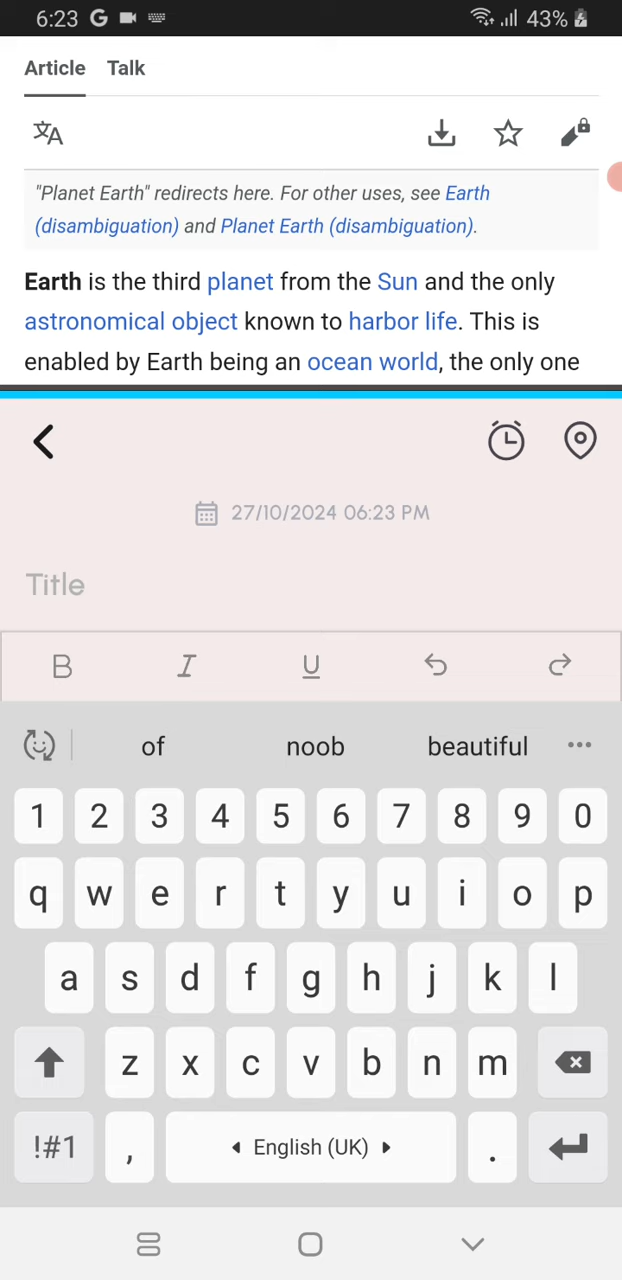 6:23 G 43%
Article Talk
"Planet Earth" redirects here. For other uses, see Earth
(disambiguation) and Planet Earth (disambiguation).
Earth is the third planet from the Sun and the only
astronomical object known to harbor life. This is
enabled by Earth being an ocean world, the only one
27/10/2024 06:23 PM
Title
B I U
of noob beautiful
1 2 3 4 5 6 7 8 9 0
q w e r t y u i o p
a s d f g h j k l
z x c v b n m
!#1 , English (UK) .